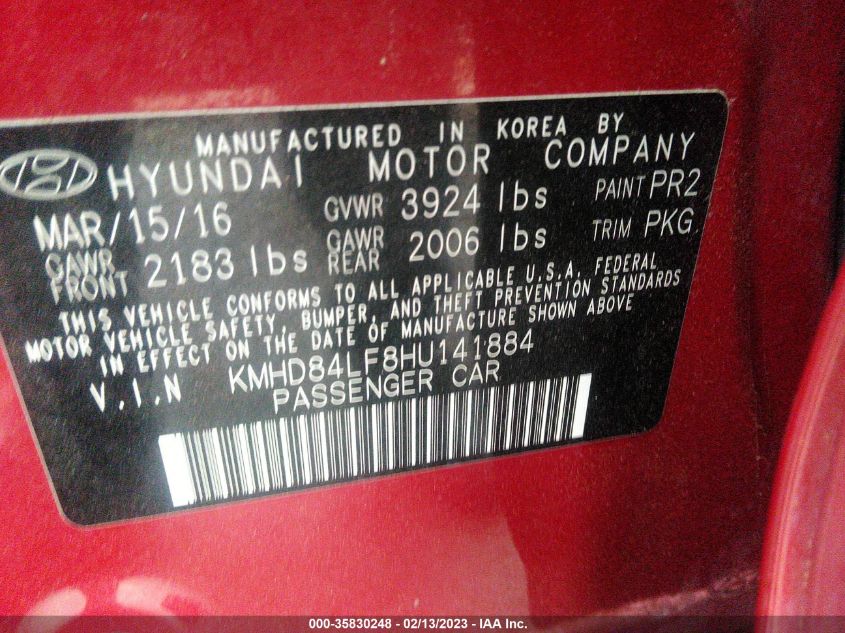 MANUFACTURED IN KOREA BY
HYUNDAI MOTOR COMPANY
MAR/15/16 GVWR 3924 lbs PAINT PR2
GAWR FRONT 2183 lbs GAWR REAR 2006 lbs TRIM PKG
THIS VEHICLE CONFORMS TO ALL APPLICABLE U.S.A. FEDERAL
MOTOR VEHICLE SAFETY, BUMPER, AND THEFT PREVENTION STANDARDS
IN EFFECT ON THE DATE OF MANUFACTURE SHOWN ABOVE
V.I.N KMHD84LF8HU141884
PASSENGER CAR
000-35830248 - 02/13/2023 - IAA Inc.